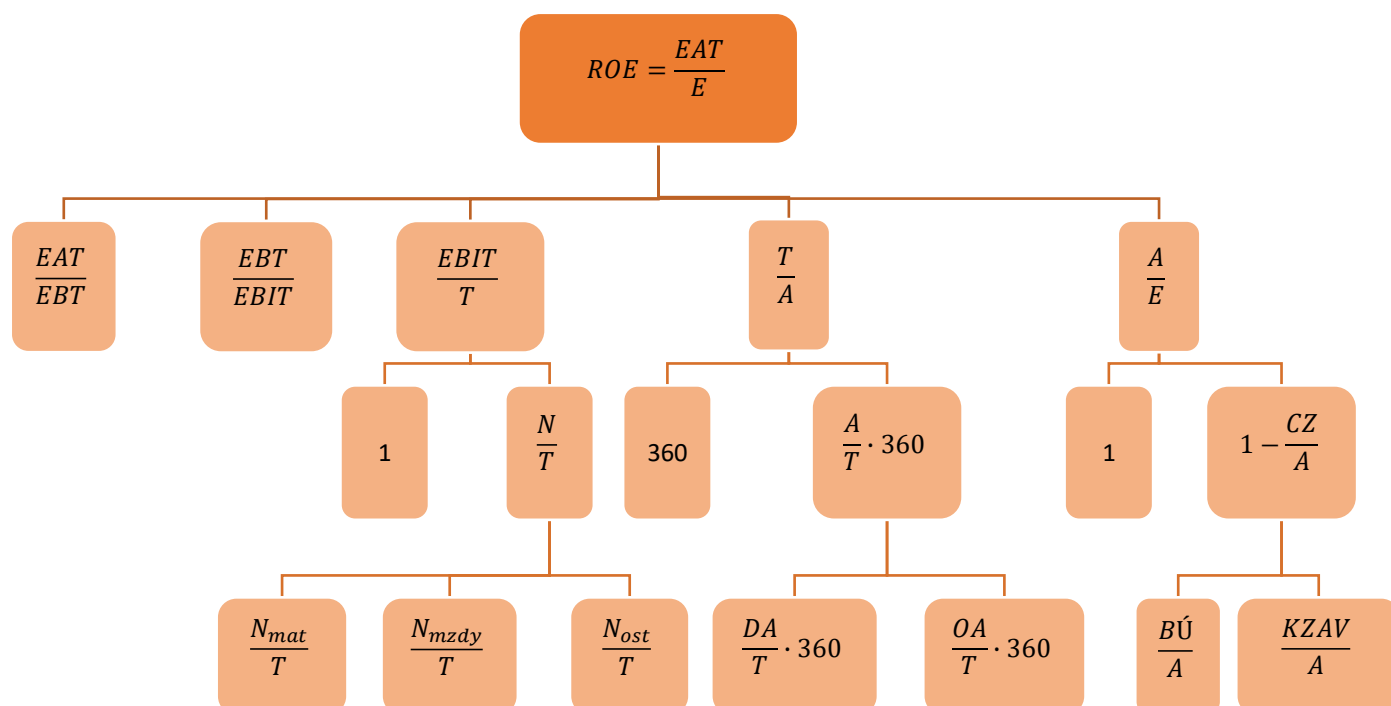 ROE = EAT/E
EAT/EBT
EBT/EBIT
EBIT/T
T/A
A/E
1
N/T
360
A/T · 360
1
1 − CZ/A
N_mat/T
N_mzdy/T
N_ost/T
DA/T · 360
OA/T · 360
BÚ/A
KZAV/A